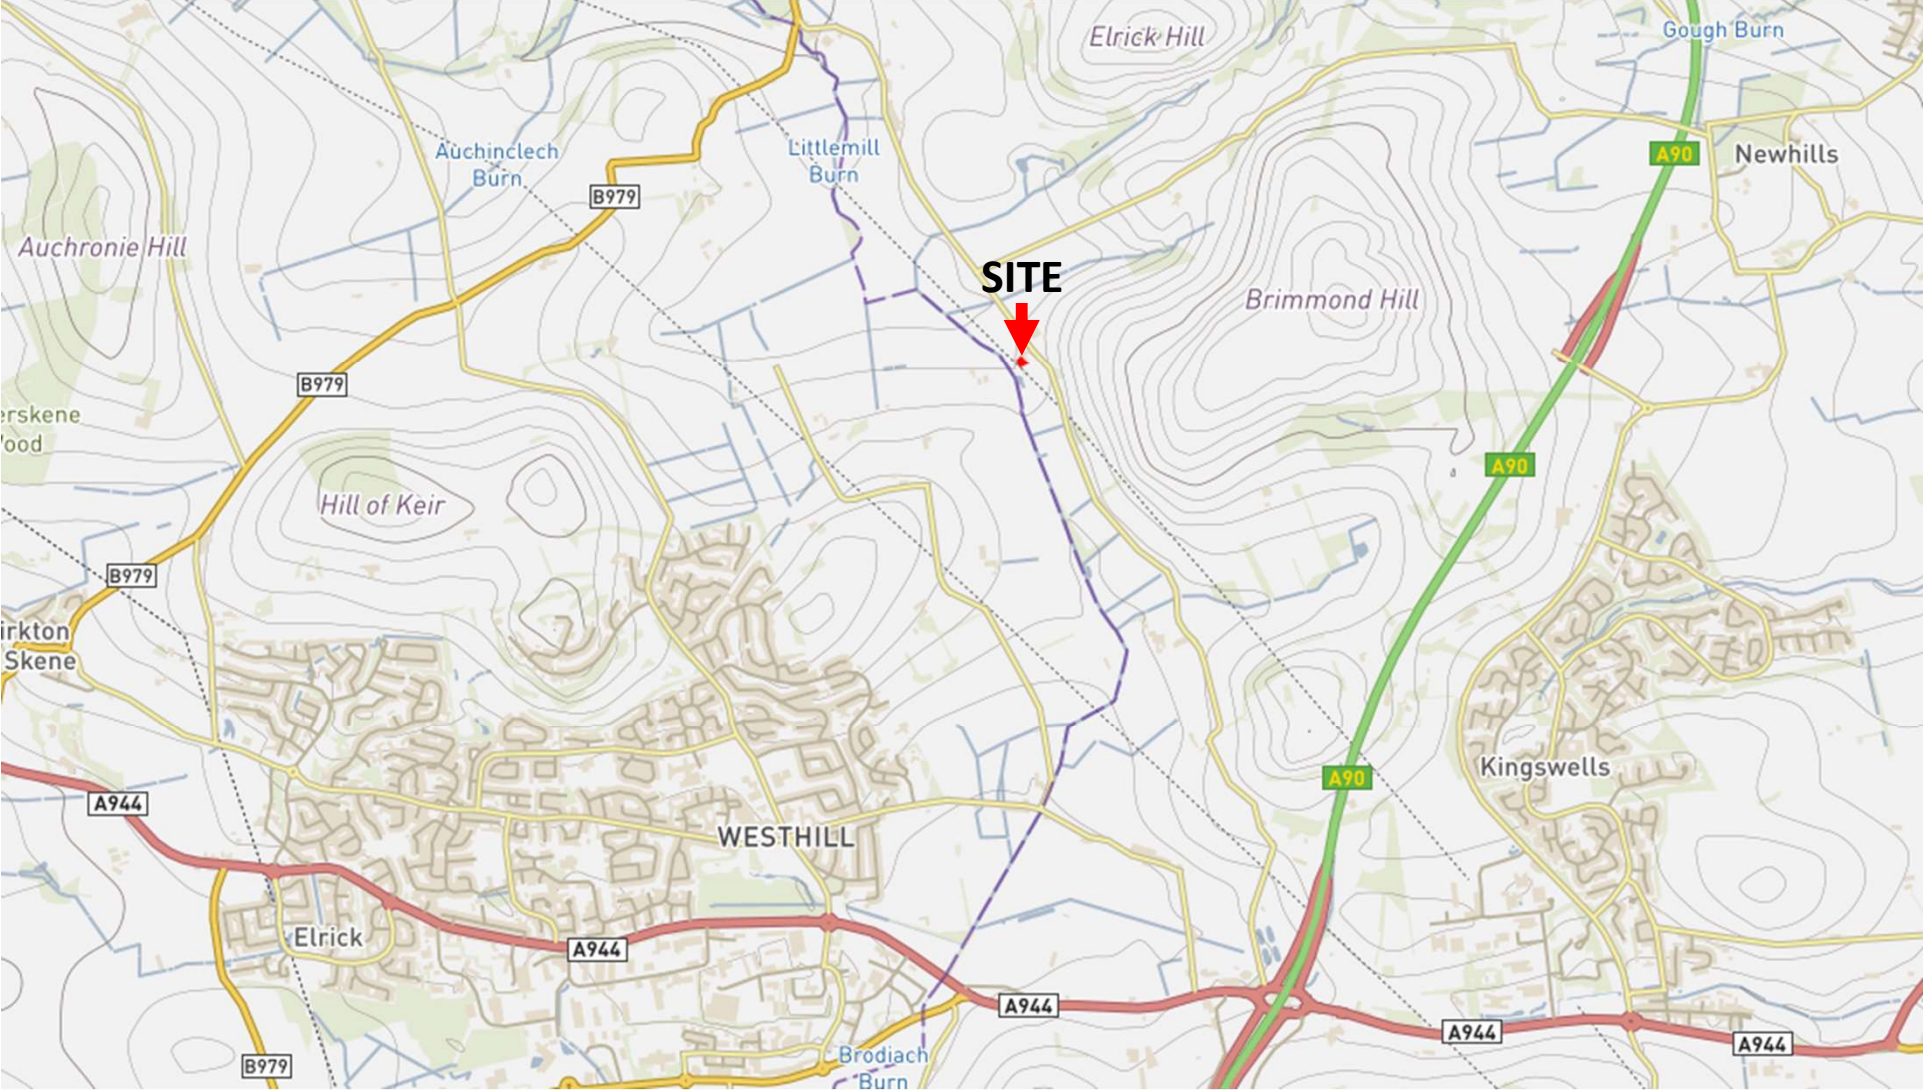 Elrick Hill
Gough Burn
Auchinclech
Burn
Littlemill
Burn
A90
Newhills
B979
Auchronie Hill
SITE
Brimmond Hill
B979
erskene
ood
A90
Hill of Keir
B979
irkton
Skene
Kingswells
A90
A944
WESTHILL
Elrick
A944
A944
A944
A944
B979
Brodiach
Burn